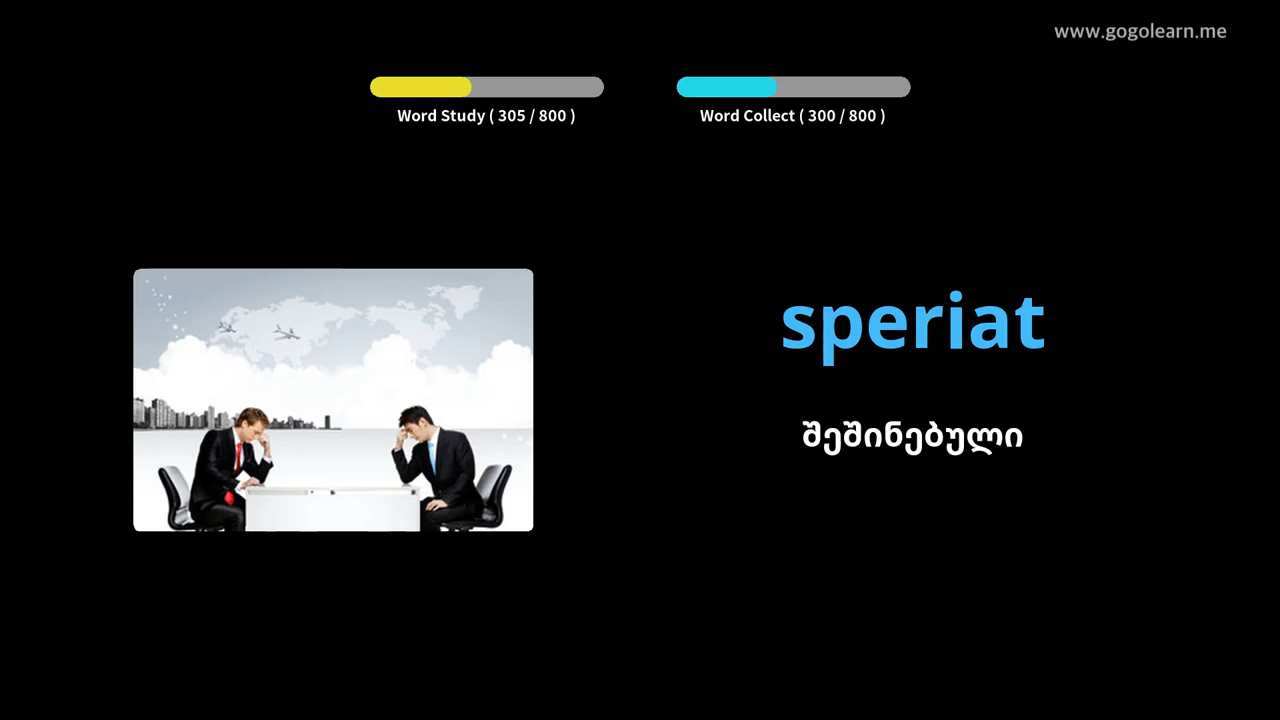 www.gogolearn.me
Word Study ( 305 / 800 )
Word Collect ( 300 / 800 )
speriat
შეშინებული